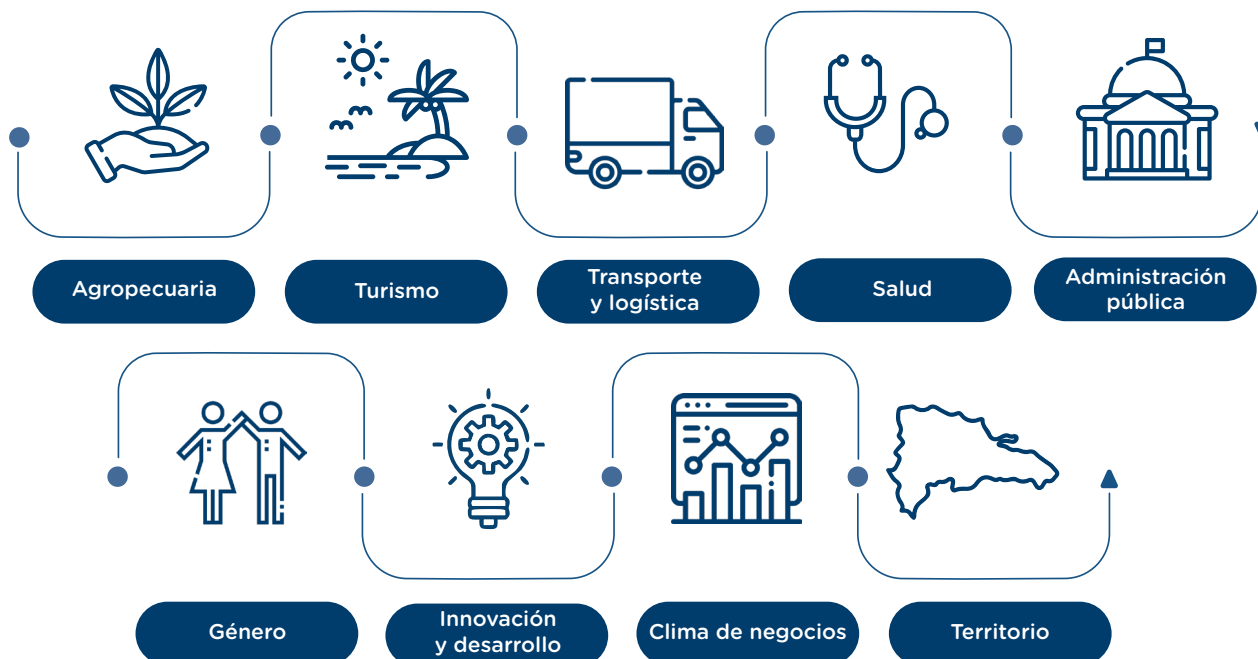 Agropecuaria
Turismo
Transporte
y logística
Salud
Administración
pública
Género
Innovación
y desarrollo
Clima de negocios
Territorio